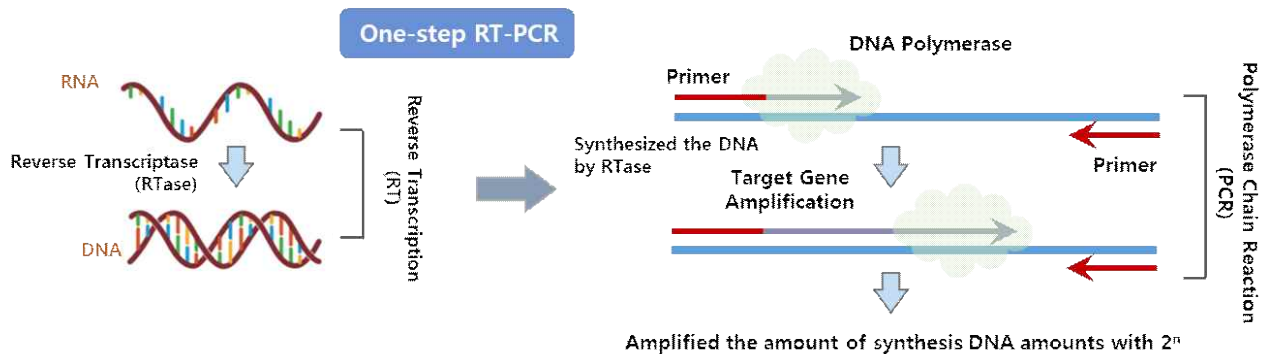 One-step RT-PCR
RNA
Reverse Transcriptase
(RTase)
DNA
Reverse Transcription
(RT)
DNA Polymerase
Primer
Synthesized the DNA
by RTase
Primer
Target Gene
Amplification
Polymerase Chain Reaction
(PCR)
Amplified the amount of synthesis DNA amounts with 2ⁿ